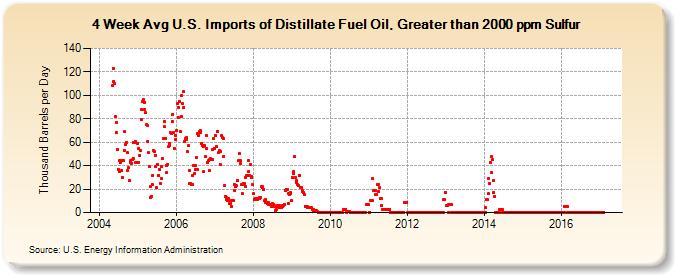 4 Week Avg U.S. Imports of Distillate Fuel Oil, Greater than 2000 ppm Sulfur
Thousand Barrels per Day
140
120
100
80
60
40
20
0
2004 2006 2008 2010 2012 2014 2016
Source: U.S. Energy Information Administration